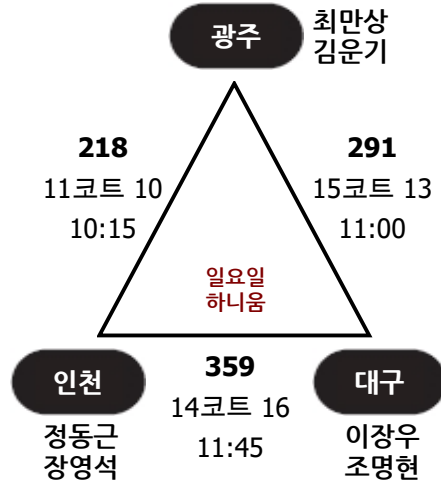 광주
최만상
김운기
218
11코트 10
10:15
291
15코트 13
11:00
일요일
하니움
인천
정동근
장영석
359
14코트 16
11:45
대구
이장우
조명현